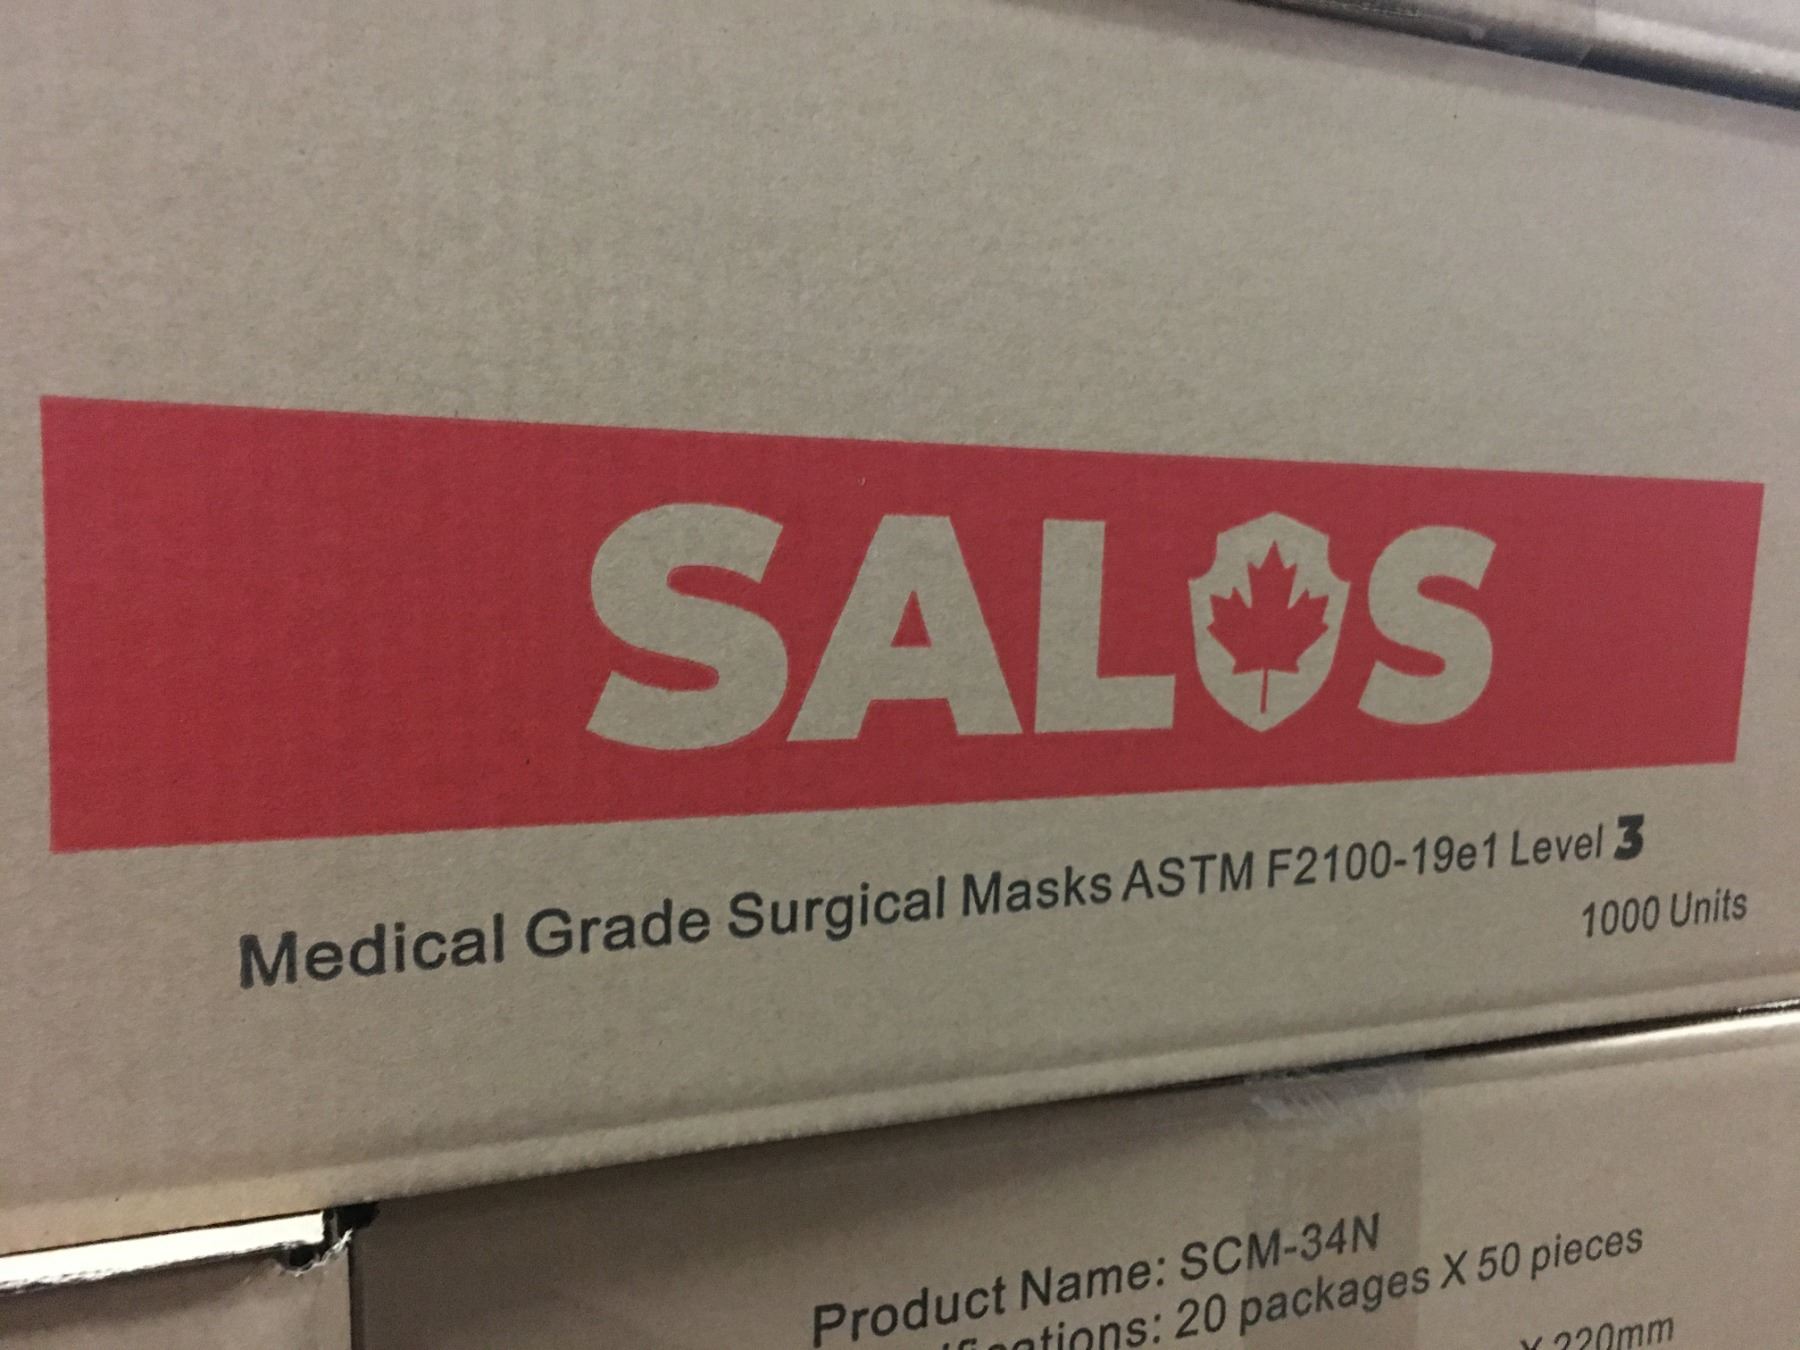 SALOS
Medical Grade Surgical Masks ASTM F2100-19e1 Level 3
1000 Units
Product Name: SCM-34N
20 packages X 50 pieces
X 220mm